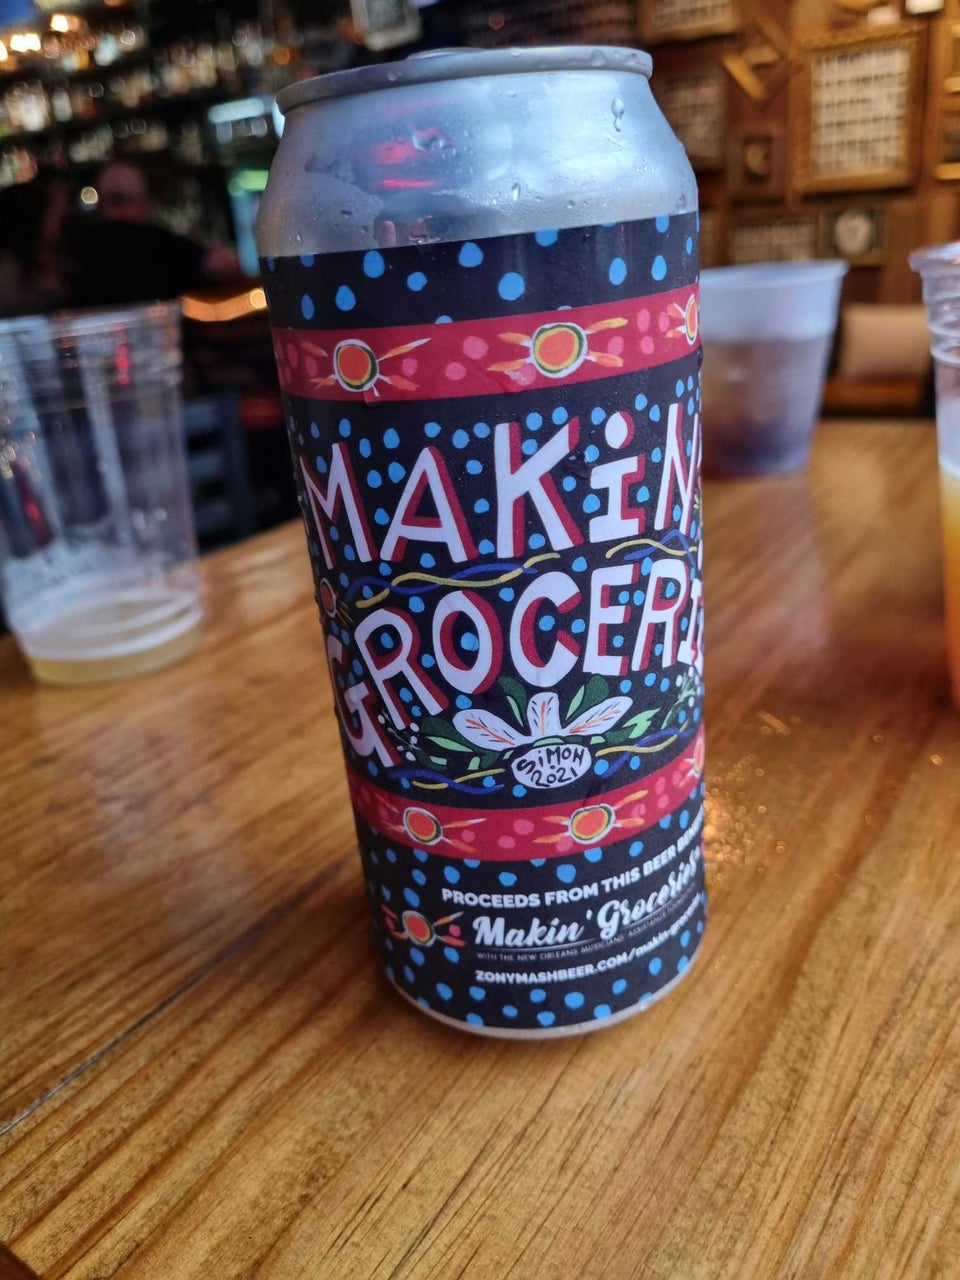 MAKiN
GROCERi
SiMON
2021
PROCEEDS FROM THIS BEER
Makin' Groceries
WITH THE NEW ORLEANS MUSICIANS' ASSISTANCE
ZONYMASHBEER.COM/makin-groceries